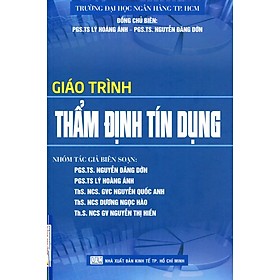 TRƯỜNG ĐẠI HỌC NGÂN HÀNG TP. HCM
ĐỒNG CHỦ BIÊN:
PGS.TS LÝ HOÀNG ÁNH - PGS.TS. NGUYỄN ĐĂNG DỜN
GIÁO TRÌNH
THẨM ĐỊNH TÍN DỤNG
NHÓM TÁC GIẢ BIÊN SOẠN:
PGS.TS. NGUYỄN ĐĂNG DỜN
PGS.TS LÝ HOÀNG ÁNH
ThS. NCS. GVC NGUYỄN QUỐC ANH
ThS. NCS DƯƠNG NGỌC HÀO
Th.S. NCS GV NGUYỄN THỊ HIỀN
NHÀ XUẤT BẢN KINH TẾ TP. HỒ CHÍ MINH